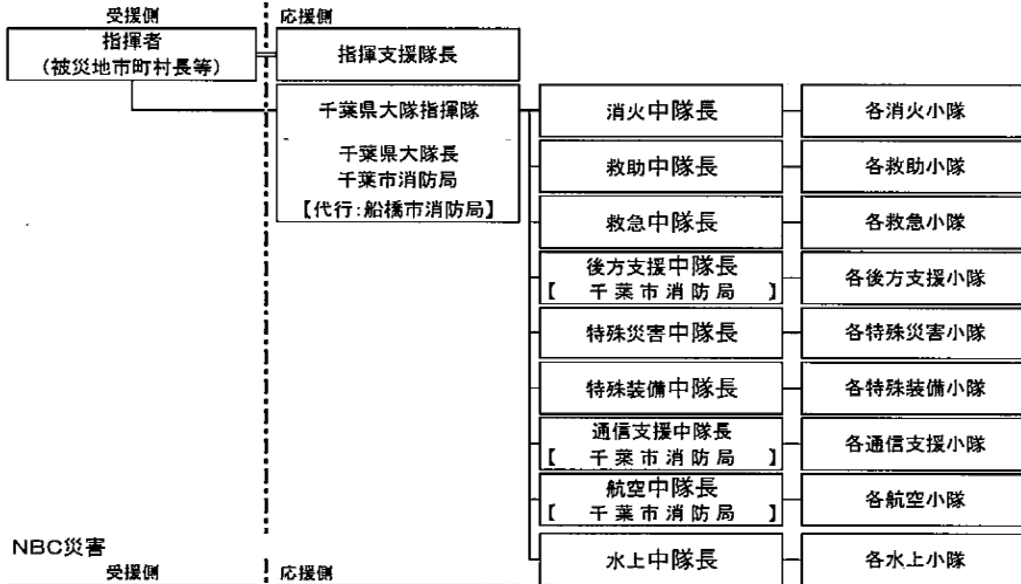 受援側 応援側
指揮者
（被災地市町村長等）
指揮支援隊長
千葉県大隊指揮隊
千葉県大隊長
千葉市消防局
【代行：船橋市消防局】
消火中隊長 各消火小隊
救助中隊長 各救助小隊
救急中隊長 各救急小隊
後方支援中隊長
【 千葉市消防局 】
各後方支援小隊
特殊災害中隊長 各特殊災害小隊
特殊装備中隊長 各特殊装備小隊
通信支援中隊長
【 千葉市消防局 】
各通信支援小隊
航空中隊長
【 千葉市消防局 】
各航空小隊
水上中隊長 各水上小隊
NBC災害
受援側 応援側